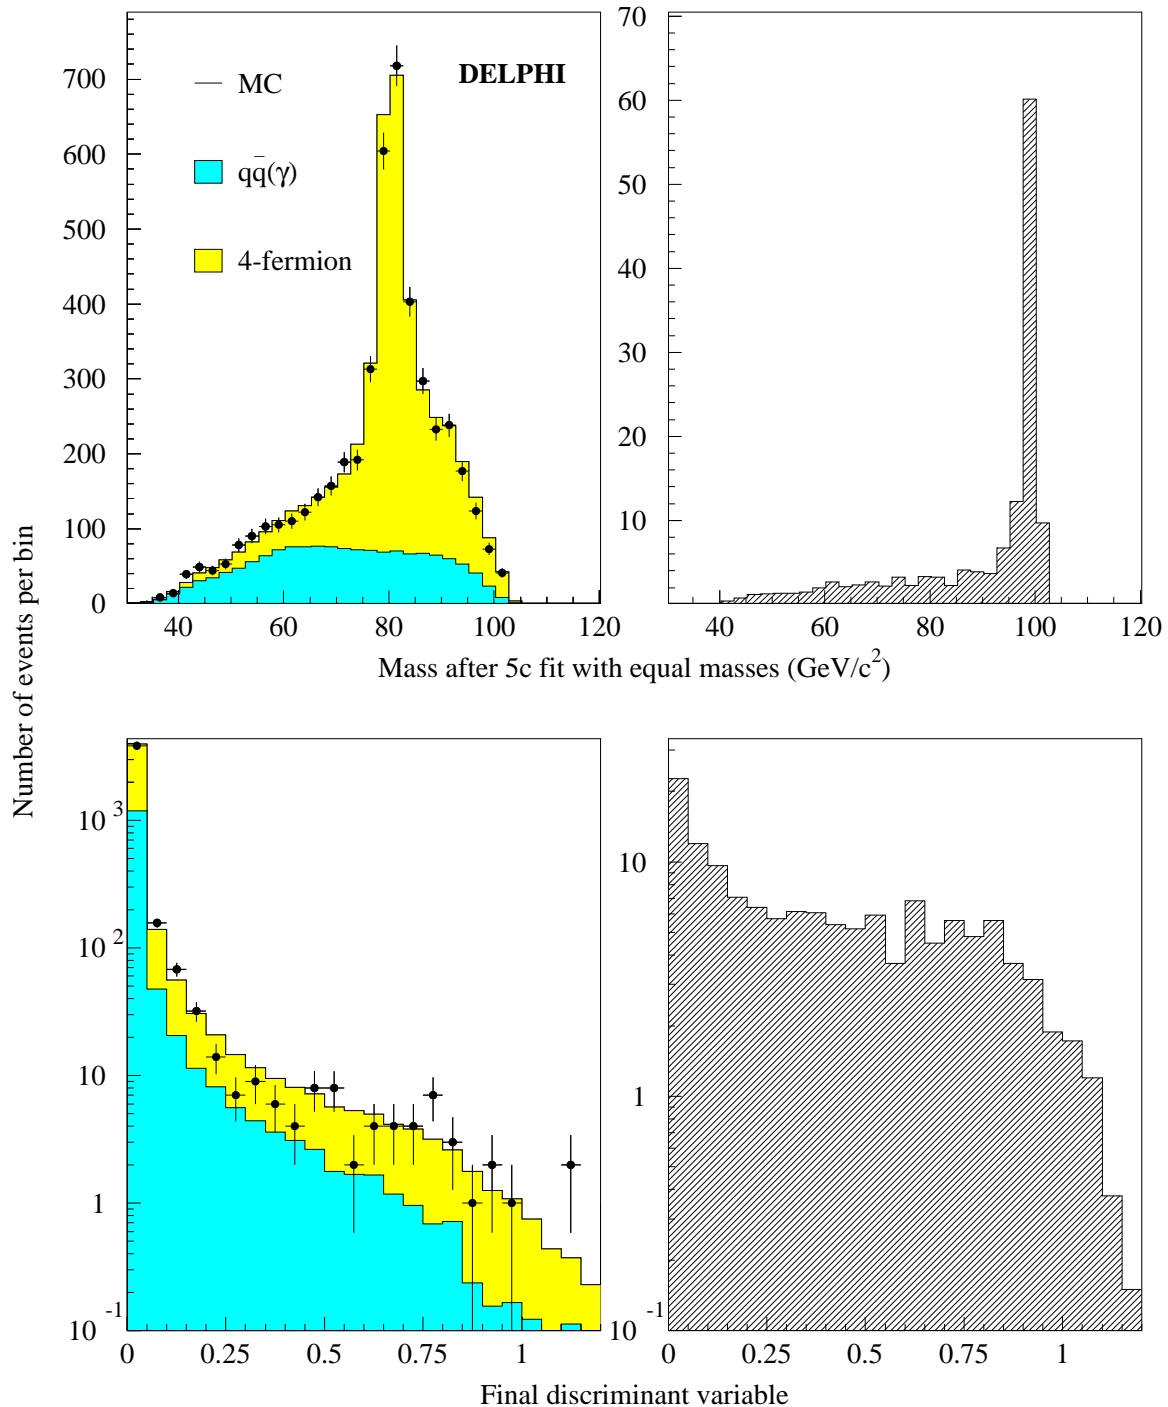 DELPHI
MC
qq̄(γ)
4-fermion
700
600
500
400
300
200
100
0
40 60 80 100 120
70
60
50
40
30
20
10
40 60 80 100 120
Mass after 5c fit with equal masses (GeV/c²)
Number of events per bin
10³
10²
10
1
10⁻¹
0 0.25 0.5 0.75 1
10
1
10⁻¹
0 0.25 0.5 0.75 1
Final discriminant variable